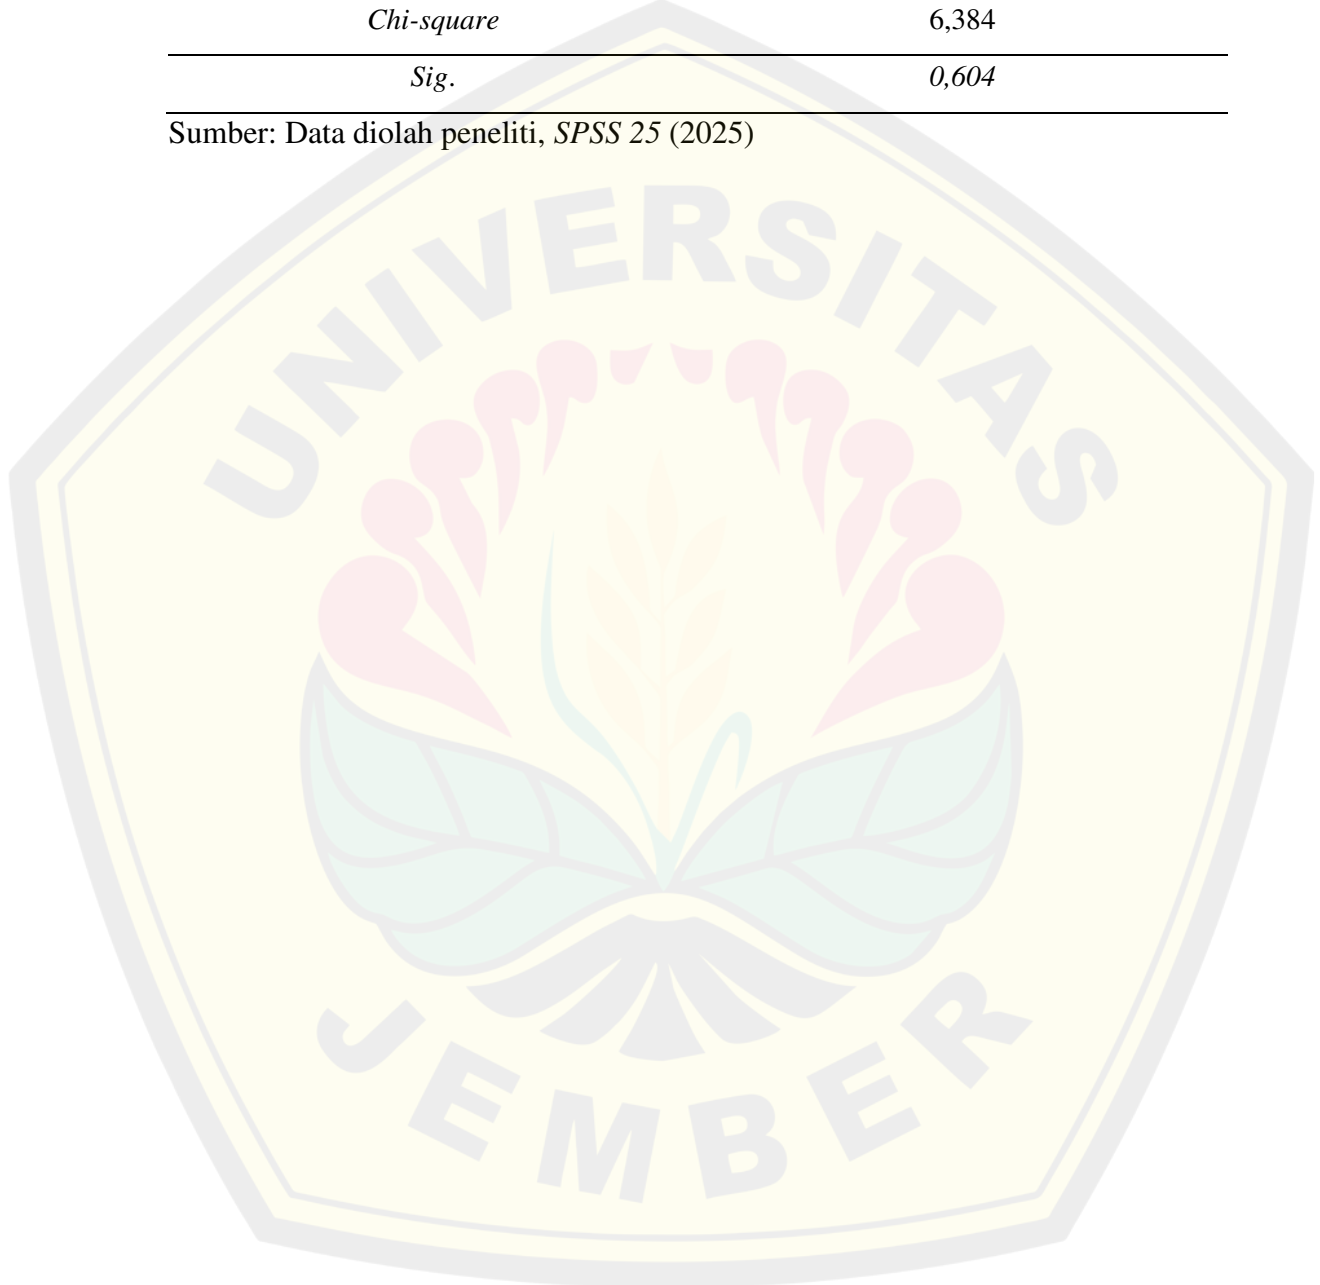 Chi-square 6,384
Sig. 0,604
Sumber: Data diolah peneliti, SPSS 25 (2025)
UNIVERSITAS
JEMBER